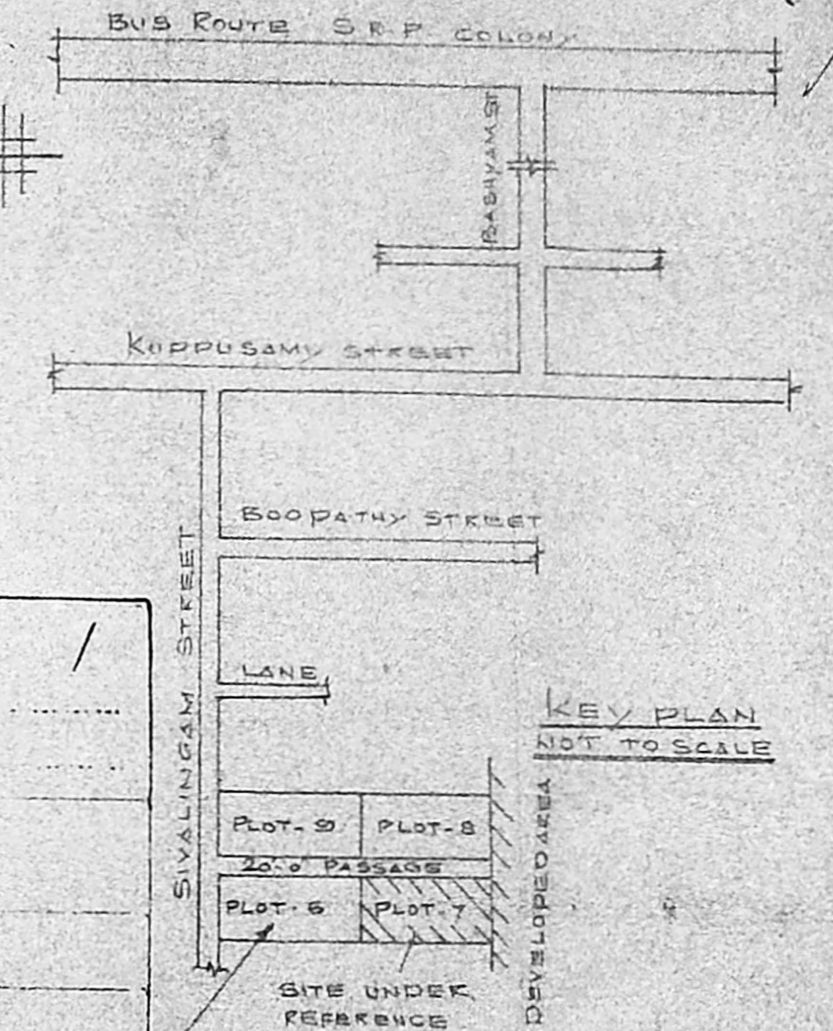 BUS ROUTE S R P COLONY
BASHYAM ST
KUPPUSAMY STREET
BOOPATHY STREET
SIVALINGAM STREET
LANE
KEY PLAN
NOT TO SCALE
PLOT-9
PLOT-8
20'-0" PASSAGE
PLOT-6
PLOT-7
DEVELOPED AREA
SITE UNDER
REFERENCE